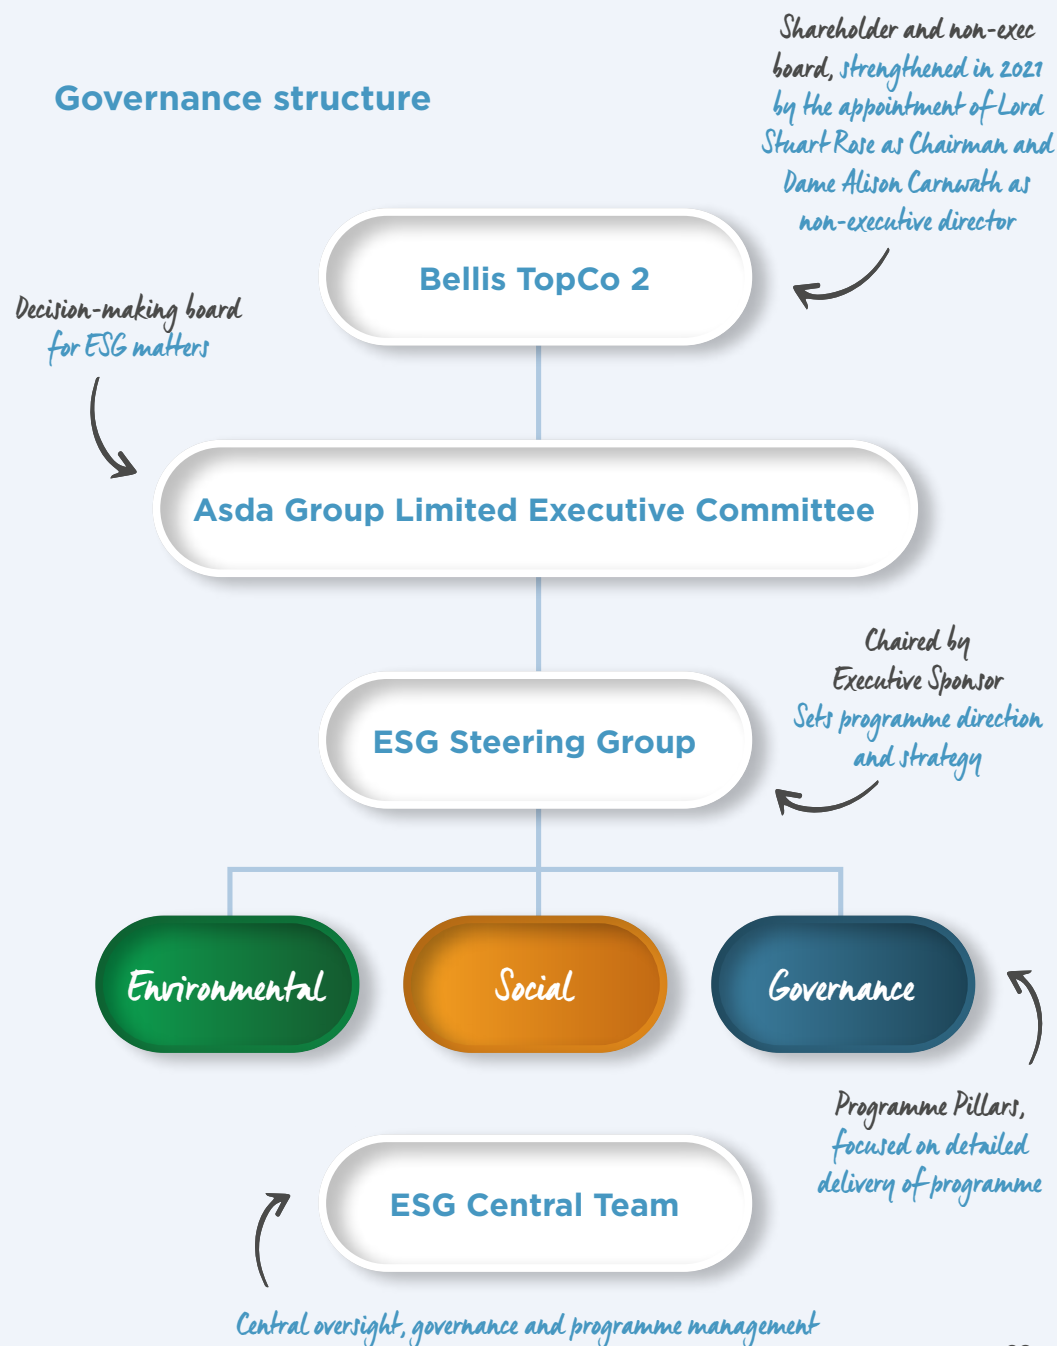 Governance structure
Shareholder and non-exec
board, strengthened in 2021
by the appointment of Lord
Stuart Rose as Chairman and
Dame Alison Carnwath as
non-executive director
Bellis TopCo 2
Decision-making board
for ESG matters
Asda Group Limited Executive Committee
Chaired by
Executive Sponsor
Sets programme direction
and strategy
ESG Steering Group
Environmental
Social
Governance
Programme Pillars,
focused on detailed
delivery of programme
ESG Central Team
Central oversight, governance and programme management